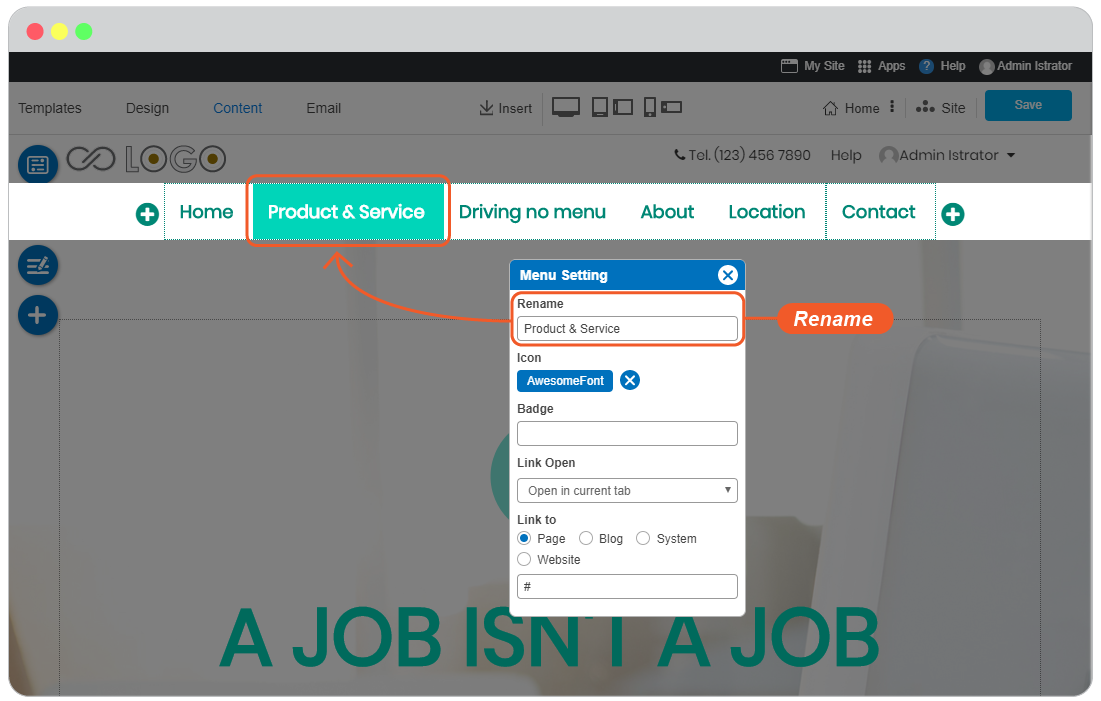 My Site Apps ? Help Admin Istrator
Templates Design Content Email Insert Home Site Save
LOGO Tel. (123) 456 7890 Help Admin Istrator
Home Product & Service Driving no menu About Location Contact
Menu Setting
Rename
Product & Service
Rename
Icon
AwesomeFont
Badge
Link Open
Open in current tab
Link to
Page Blog System
Website
#
A JOB ISN'T A JOB